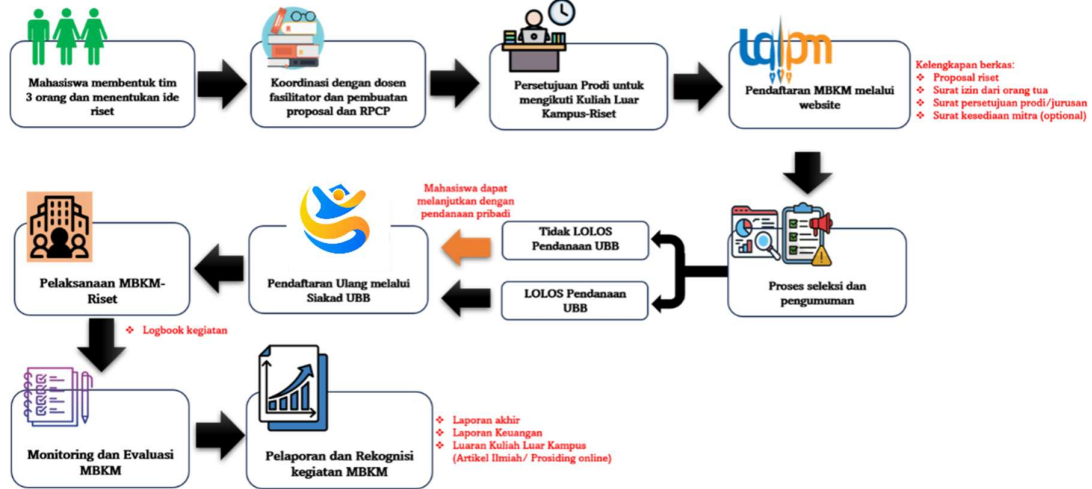 Mahasiswa membentuk tim
3 orang dan menentukan ide
riset
Koordinasi dengan dosen
fasilitator dan pembuatan
proposal dan RPCP
Persetujuan Prodi untuk
mengikuti Kuliah Luar
Kampus-Riset
Pendaftaran MBKM melalui
website
Kelengkapan berkas:
❖ Proposal riset
❖ Surat izin dari orang tua
❖ Surat persetujuan prodi/jurusan
❖ Surat kesediaan mitra (optional)
Proses seleksi dan
pengumuman
Tidak LOLOS
Pendanaan UBB
LOLOS Pendanaan
UBB
Mahasiswa dapat
melanjutkan dengan
pendanaan pribadi
Pendaftaran Ulang melalui
Siakad UBB
Pelaksanaan MBKM-
Riset
❖ Logbook kegiatan
Monitoring dan Evaluasi
MBKM
Pelaporan dan Rekognisi
kegiatan MBKM
❖ Laporan akhir
❖ Laporan Keuangan
❖ Luaran Kuliah Luar Kampus
(Artikel Ilmiah/ Prosiding online)